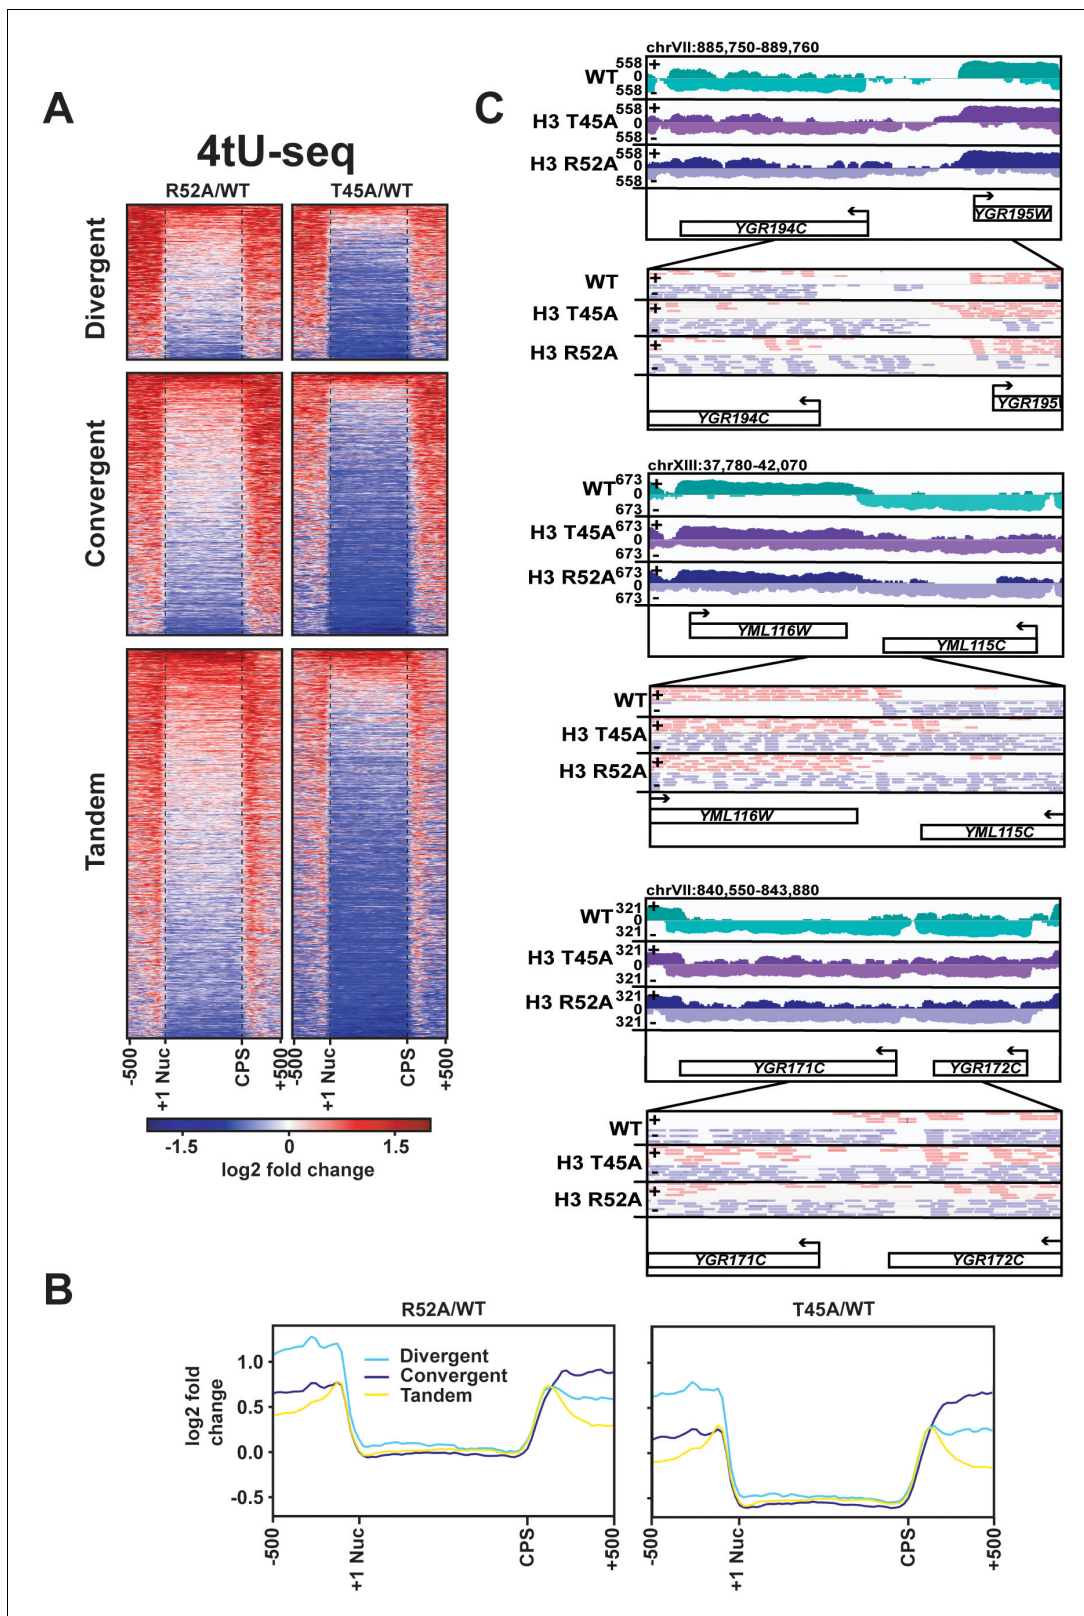 A
4tU-seq
R52A/WT
T45A/WT
Divergent
Convergent
Tandem
-500
+1 Nuc
CPS
+500
-500
+1 Nuc
CPS
+500
-1.5
0
1.5
log2 fold change
C
chrVII:885,750-889,760
WT
558
0
558
+
-
H3 T45A
558
0
558
+
-
H3 R52A
558
0
558
+
-
YGR194C
YGR195W
WT
+
-
H3 T45A
+
-
H3 R52A
+
-
YGR194C
YGR195W
chrXIII:37,780-42,070
WT
673
0
673
+
-
H3 T45A
673
0
673
+
-
H3 R52A
673
0
673
+
-
YML116W
YML115C
WT
+
-
H3 T45A
+
-
H3 R52A
+
-
YML116W
YML115C
chrVII:840,550-843,880
WT
321
0
321
+
-
H3 T45A
321
0
321
+
-
H3 R52A
321
0
321
+
-
YGR171C
YGR172C
WT
+
-
H3 T45A
+
-
H3 R52A
+
-
YGR171C
YGR172C
B
R52A/WT
T45A/WT
log2 fold
change
1.0
0.5
0.0
-0.5
Divergent
Convergent
Tandem
-500
+1 Nuc
CPS
+500
-500
+1 Nuc
CPS
+500